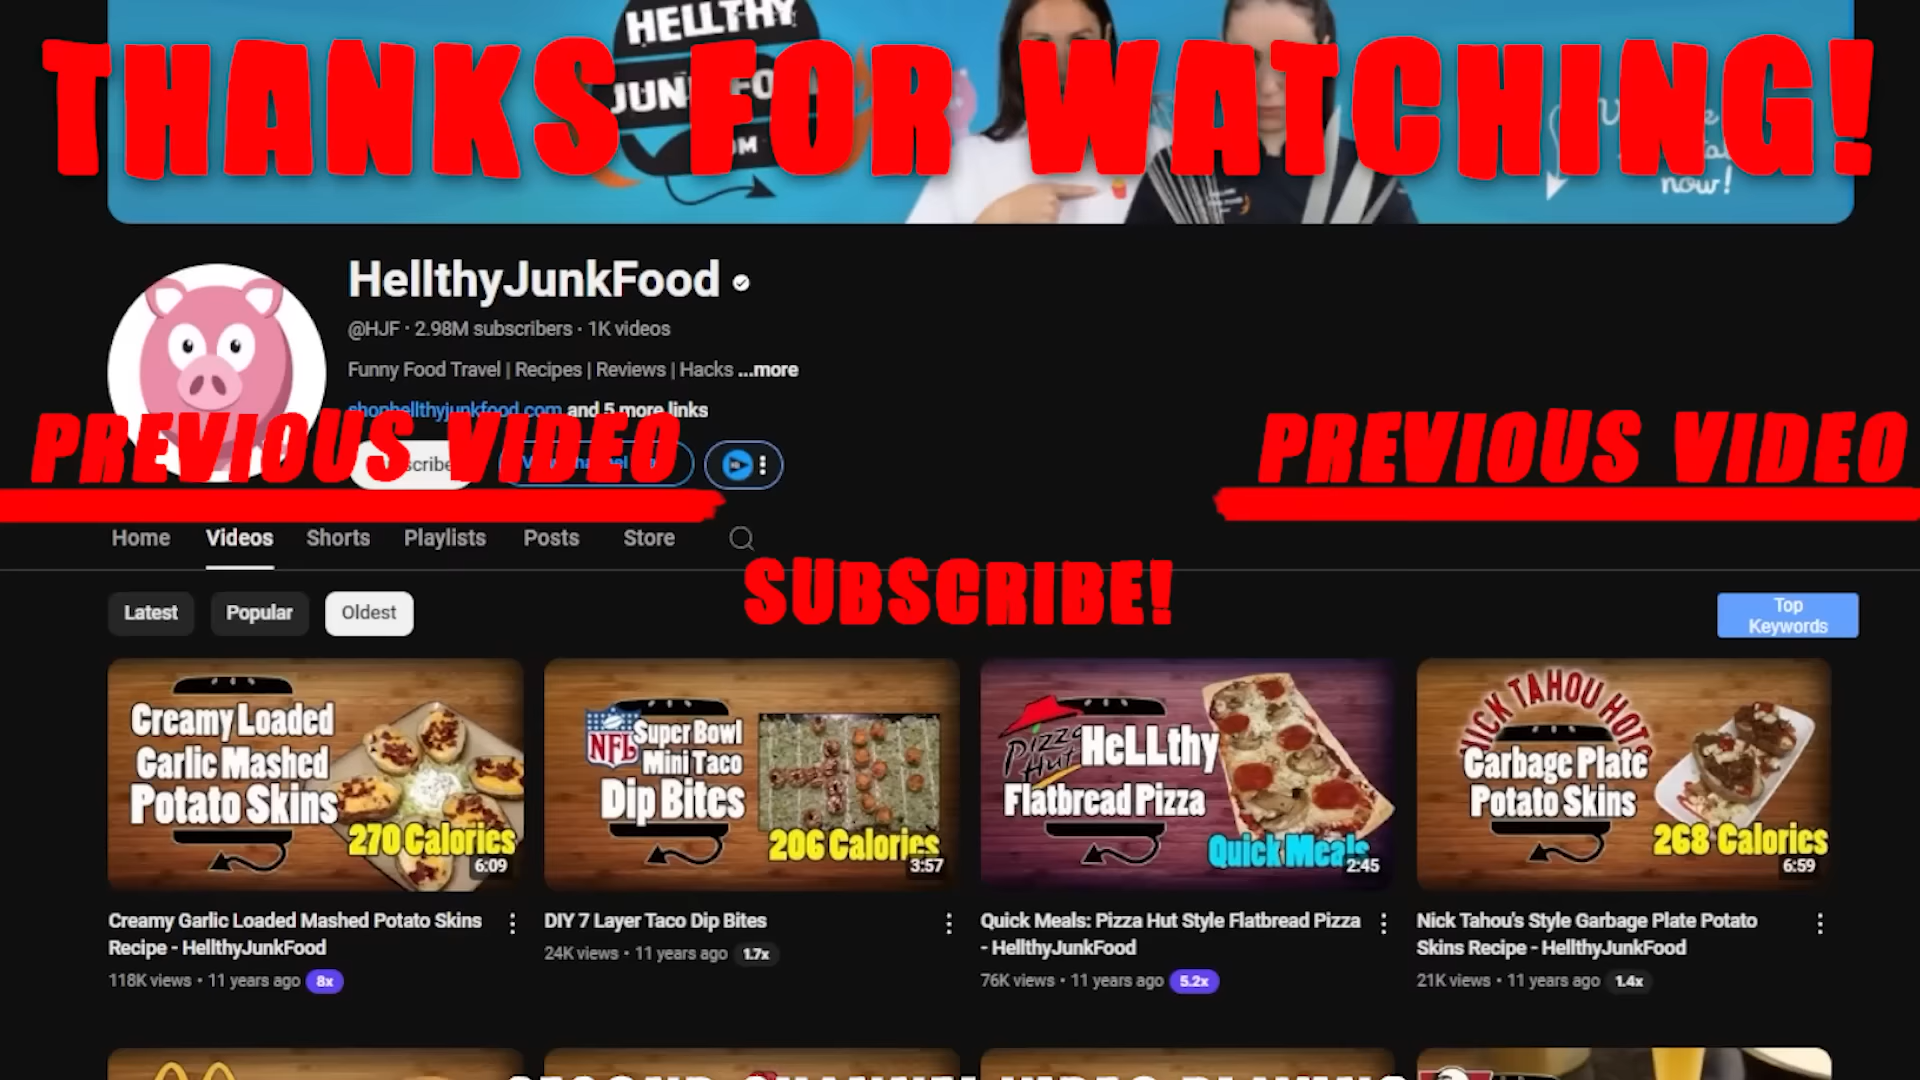 HELLTHY
THANKS FOR WATCHING!
now!
HellthyJunkFood
@HJF · 2.98M subscribers · 1K videos
Funny Food Travel | Recipes | Reviews | Hacks ...more
shophellthyjunkfood.com and 5 more links
PREVIOUS VIDEO
PREVIOUS VIDEO
Home Videos Shorts Playlists Posts Store
SUBSCRIBE!
Latest Popular Oldest
Top
Keywords
Creamy Loaded
Garlic Mashed
Potato Skins
270 Calories
6:09
NFL
Super Bowl
Mini Taco
Dip Bites
206 Calories
3:57
Pizza
Hut
HeLLthy
Flatbread Pizza
Quick Meals
2:45
NICK TAHOU HOTS
Garbage Plate
Potato Skins
268 Calories
6:59
Creamy Garlic Loaded Mashed Potato Skins
Recipe - HellthyJunkFood
118K views • 11 years ago 8x
DIY 7 Layer Taco Dip Bites
24K views • 11 years ago 1.7x
Quick Meals: Pizza Hut Style Flatbread Pizza
- HellthyJunkFood
76K views • 11 years ago 5.2x
Nick Tahou's Style Garbage Plate Potato
Skins Recipe - HellthyJunkFood
21K views • 11 years ago 1.4x